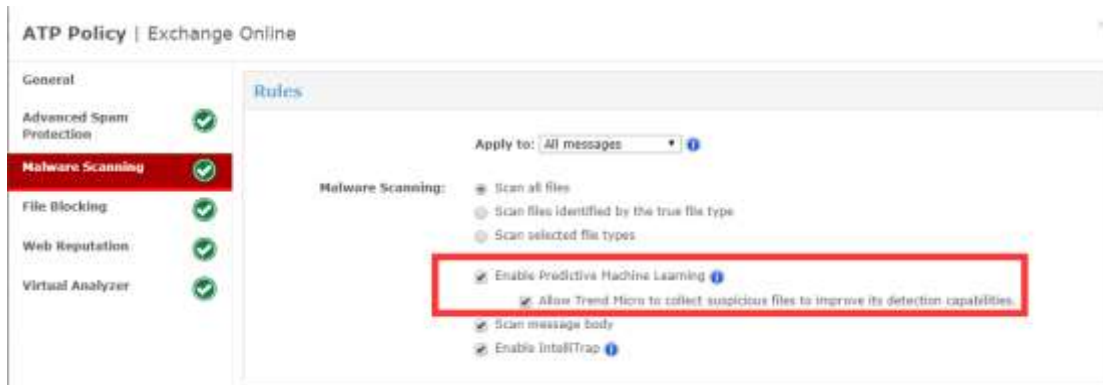 ATP Policy | Exchange Online
General
Advanced Spam
Protection
Malware Scanning
File Blocking
Web Reputation
Virtual Analyzer
Rules
Apply to: All messages
Malware Scanning:
Scan all files
Scan files identified by the true file type
Scan selected file types
Enable Predictive Machine Learning
Allow Trend Micro to collect suspicious files to improve its detection capabilities.
Scan message body
Enable IntelliTrap